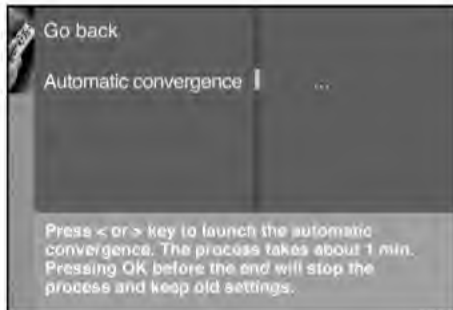 Go back
Automatic convergence ...
Press < or > key to launch the automatic
convergence. The process takes about 1 min.
Pressing OK before the end will stop the
process and keep old settings.